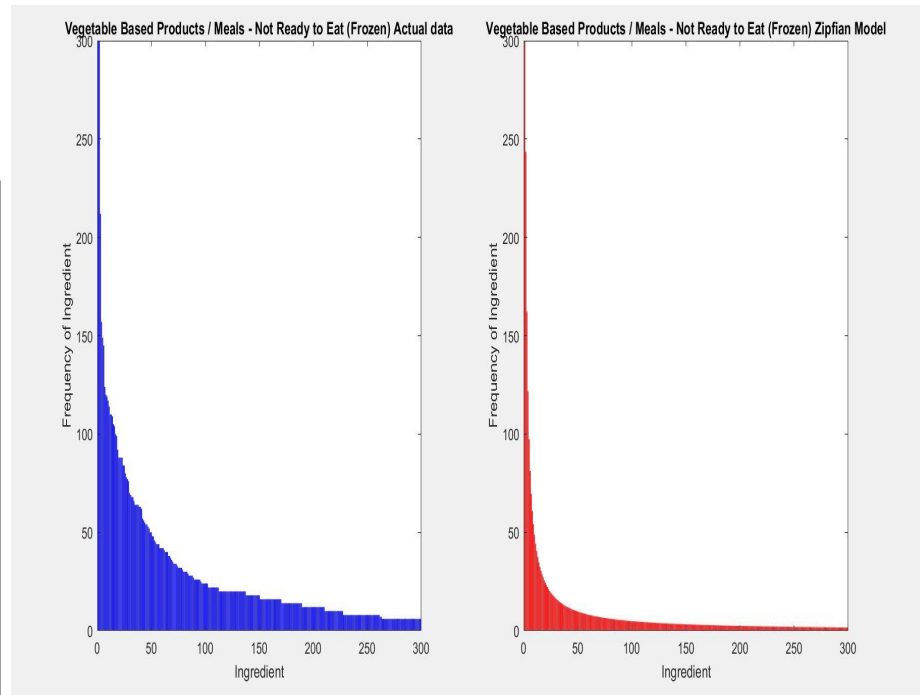 Vegetable Based Products / Meals - Not Ready to Eat (Frozen) Actual data
300
250
200
150
100
50
0
Frequency of Ingredient
0 50 100 150 200 250 300
Ingredient
Vegetable Based Products / Meals - Not Ready to Eat (Frozen) Zipfian Model
300
250
200
150
100
50
0
Frequency of Ingredient
0 50 100 150 200 250 300
Ingredient